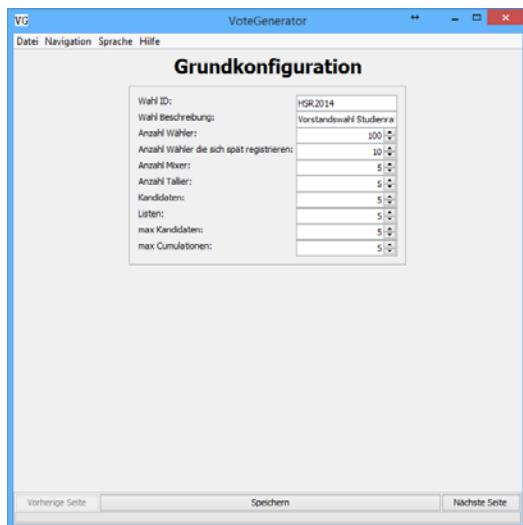 VG VoteGenerator
Datei Navigation Sprache Hilfe
Grundkonfiguration
Wahl ID: HSR2014
Wahl Beschreibung: Vorstandswahl Studienra
Anzahl Wähler: 100
Anzahl Wähler die sich spät registrieren: 10
Anzahl Mixer: 5
Anzahl Tallier: 5
Kandidaten: 5
Listen: 5
max Kandidaten: 5
max Cumulationen: 5
Vorherige Seite Speichern Nächste Seite